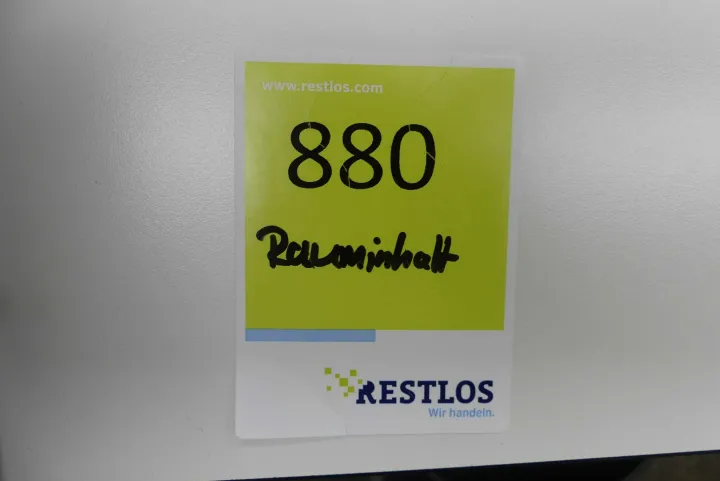 www.restlos.com
880
Rauminhalt
RESTLOS
Wir handeln.